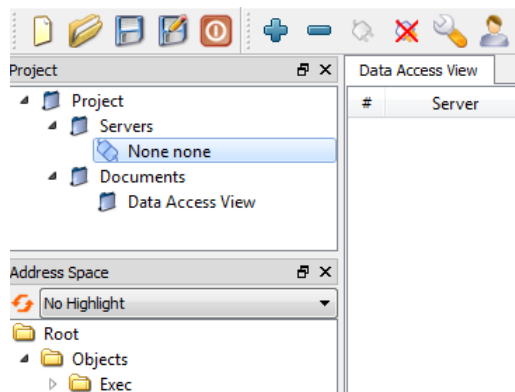 Project
Data Access View
# Server
Project
Servers
None none
Documents
Data Access View
Address Space
No Highlight
Root
Objects
Exec